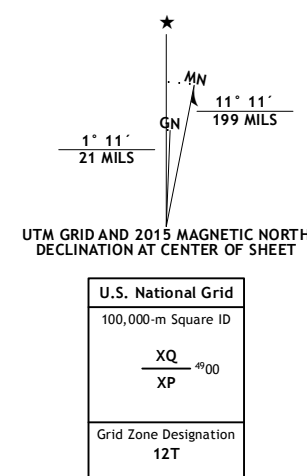 ★
MN
GN
11° 11´
199 MILS
1° 11´
21 MILS
UTM GRID AND 2015 MAGNETIC NORTH
DECLINATION AT CENTER OF SHEET
U.S. National Grid
100,000-m Square ID
XQ
XP
⁴⁹00
Grid Zone Designation
12T